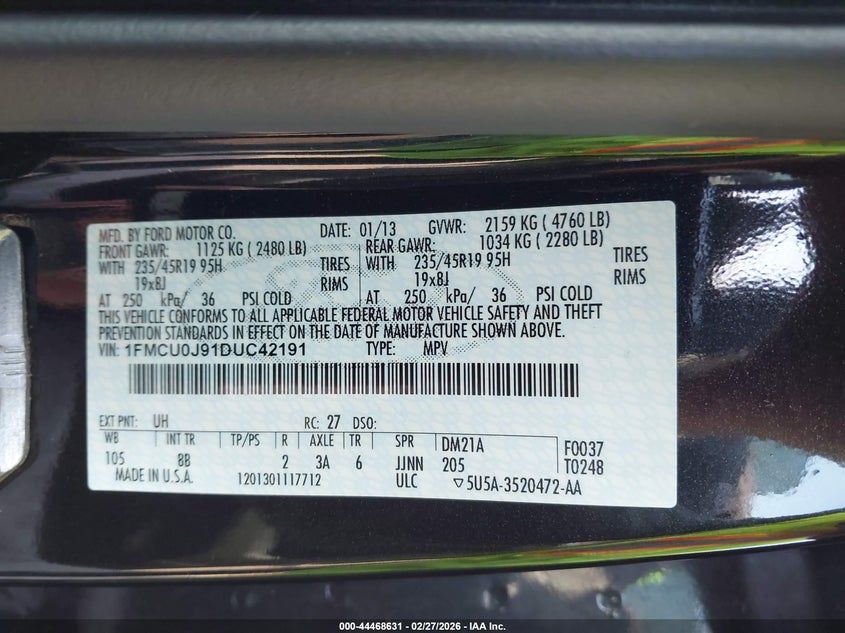 MFD. BY FORD MOTOR CO. DATE: 01/13 GVWR: 2159 KG ( 4760 LB)
FRONT GAWR: 1125 KG ( 2480 LB) REAR GAWR: 1034 KG ( 2280 LB)
WITH 235/45R19 95H TIRES WITH 235/45R19 95H TIRES
19x8J RIMS 19x8J RIMS
AT 250 kPa/ 36 PSI COLD AT 250 kPa/ 36 PSI COLD
THIS VEHICLE CONFORMS TO ALL APPLICABLE FEDERAL MOTOR VEHICLE SAFETY AND THEFT
PREVENTION STANDARDS IN EFFECT ON THE DATE OF MANUFACTURE SHOWN ABOVE.
VIN: 1FMCU0J91DUC42191 TYPE: MPV
EXT PNT: UH RC: 27 DSO:
WB INT TR TP/PS R AXLE TR SPR DM21A F0037
105 8B 2 3A 6 JJNN 205 T0248
MADE IN U.S.A. 1201301117712 ULC ▽5U5A-3520472-AA
000-44468631 - 02/27/2026 - IAA Inc.